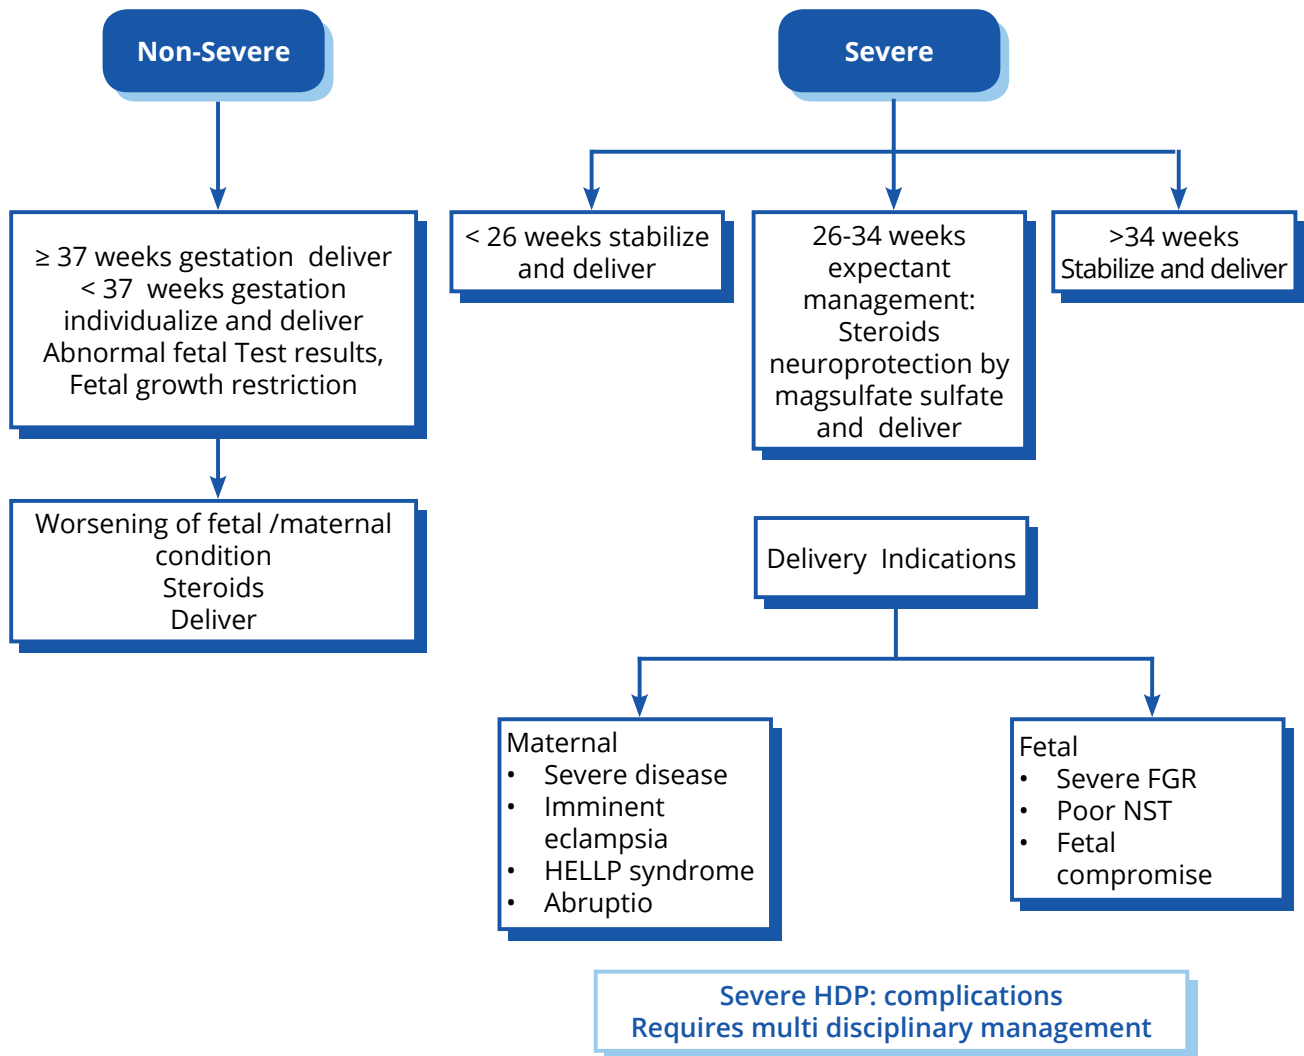 Non-Severe
Severe
≥ 37 weeks gestation deliver
< 37 weeks gestation
individualize and deliver
Abnormal fetal Test results,
Fetal growth restriction
< 26 weeks stabilize
and deliver
26-34 weeks
expectant
management:
Steroids
neuroprotection by
magsulfate sulfate
and deliver
>34 weeks
Stabilize and deliver
Worsening of fetal /maternal
condition
Steroids
Deliver
Delivery Indications
Maternal
• Severe disease
• Imminent
eclampsia
• HELLP syndrome
• Abruptio
Fetal
• Severe FGR
• Poor NST
• Fetal
compromise
Severe HDP: complications
Requires multi disciplinary management